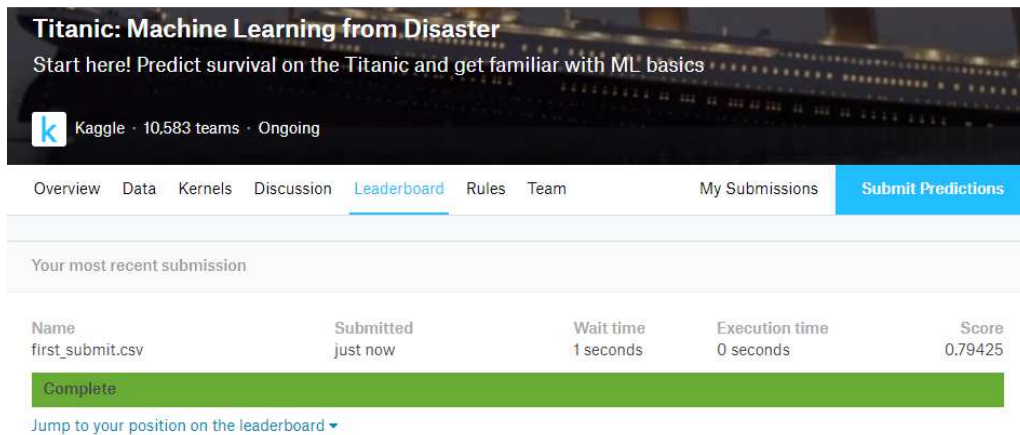 Titanic: Machine Learning from Disaster
Start here! Predict survival on the Titanic and get familiar with ML basics
k Kaggle · 10,583 teams · Ongoing
Overview Data Kernels Discussion Leaderboard Rules Team My Submissions Submit Predictions
Your most recent submission
Name Submitted Wait time Execution time Score
first_submit.csv just now 1 seconds 0 seconds 0.79425
Complete
Jump to your position on the leaderboard